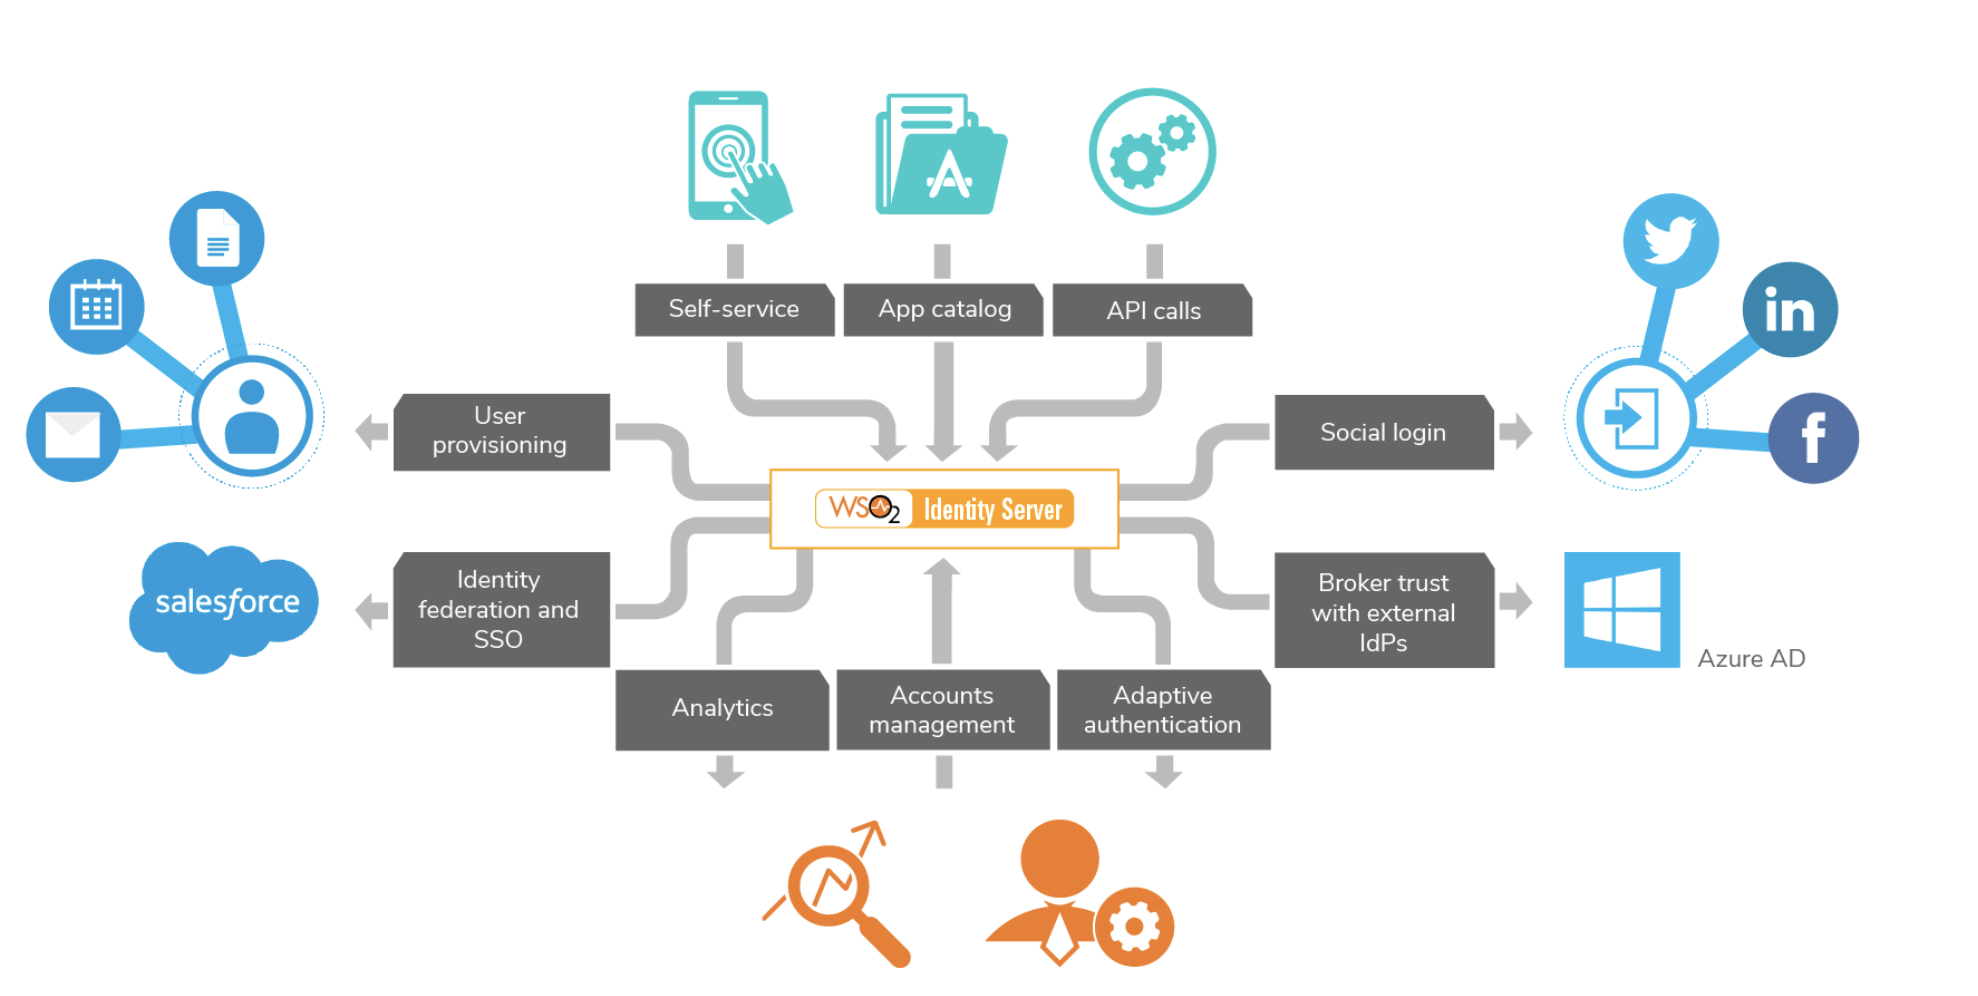 Self-service
App catalog
API calls
User
provisioning
Social login
in
f
WSO2 Identity Server
Identity
federation and
SSO
salesforce
Broker trust
with external
IdPs
Azure AD
Analytics
Accounts
management
Adaptive
authentication